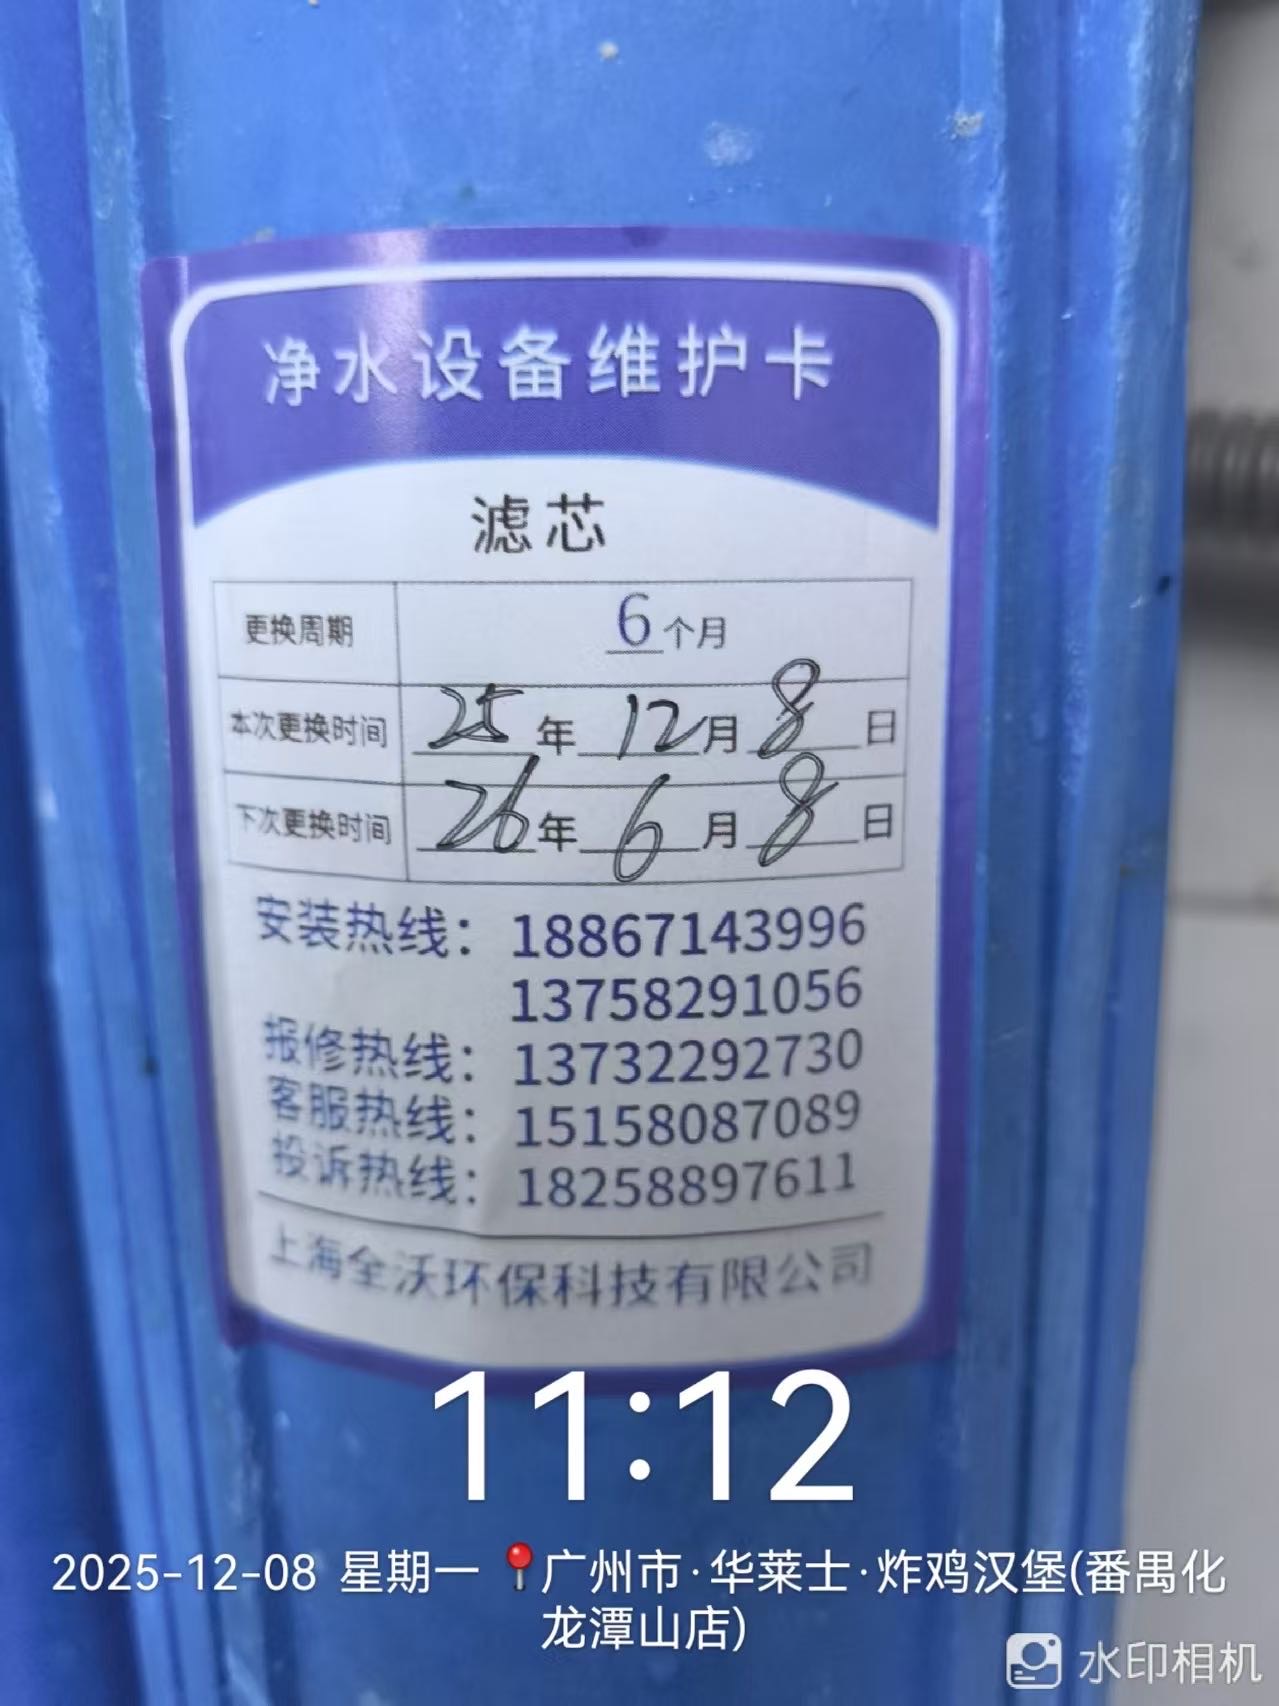 净水设备维护卡
滤芯
更换周期 6个月
本次更换时间 25年12月8日
下次更换时间 26年6月8日
安装热线：18867143996
13758291056
报修热线：13732292730
客服热线：15158087089
投诉热线：18258897611
上海全沃环保科技有限公司
11:12
2025-12-08 星期一 📍广州市·华莱士·炸鸡汉堡(番禺化
龙潭山店)
水印相机